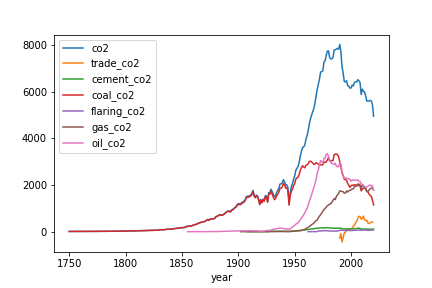 8000
6000
4000
2000
0
co2
trade_co2
cement_co2
coal_co2
flaring_co2
gas_co2
oil_co2
1750
1800
1850
1900
1950
2000
year